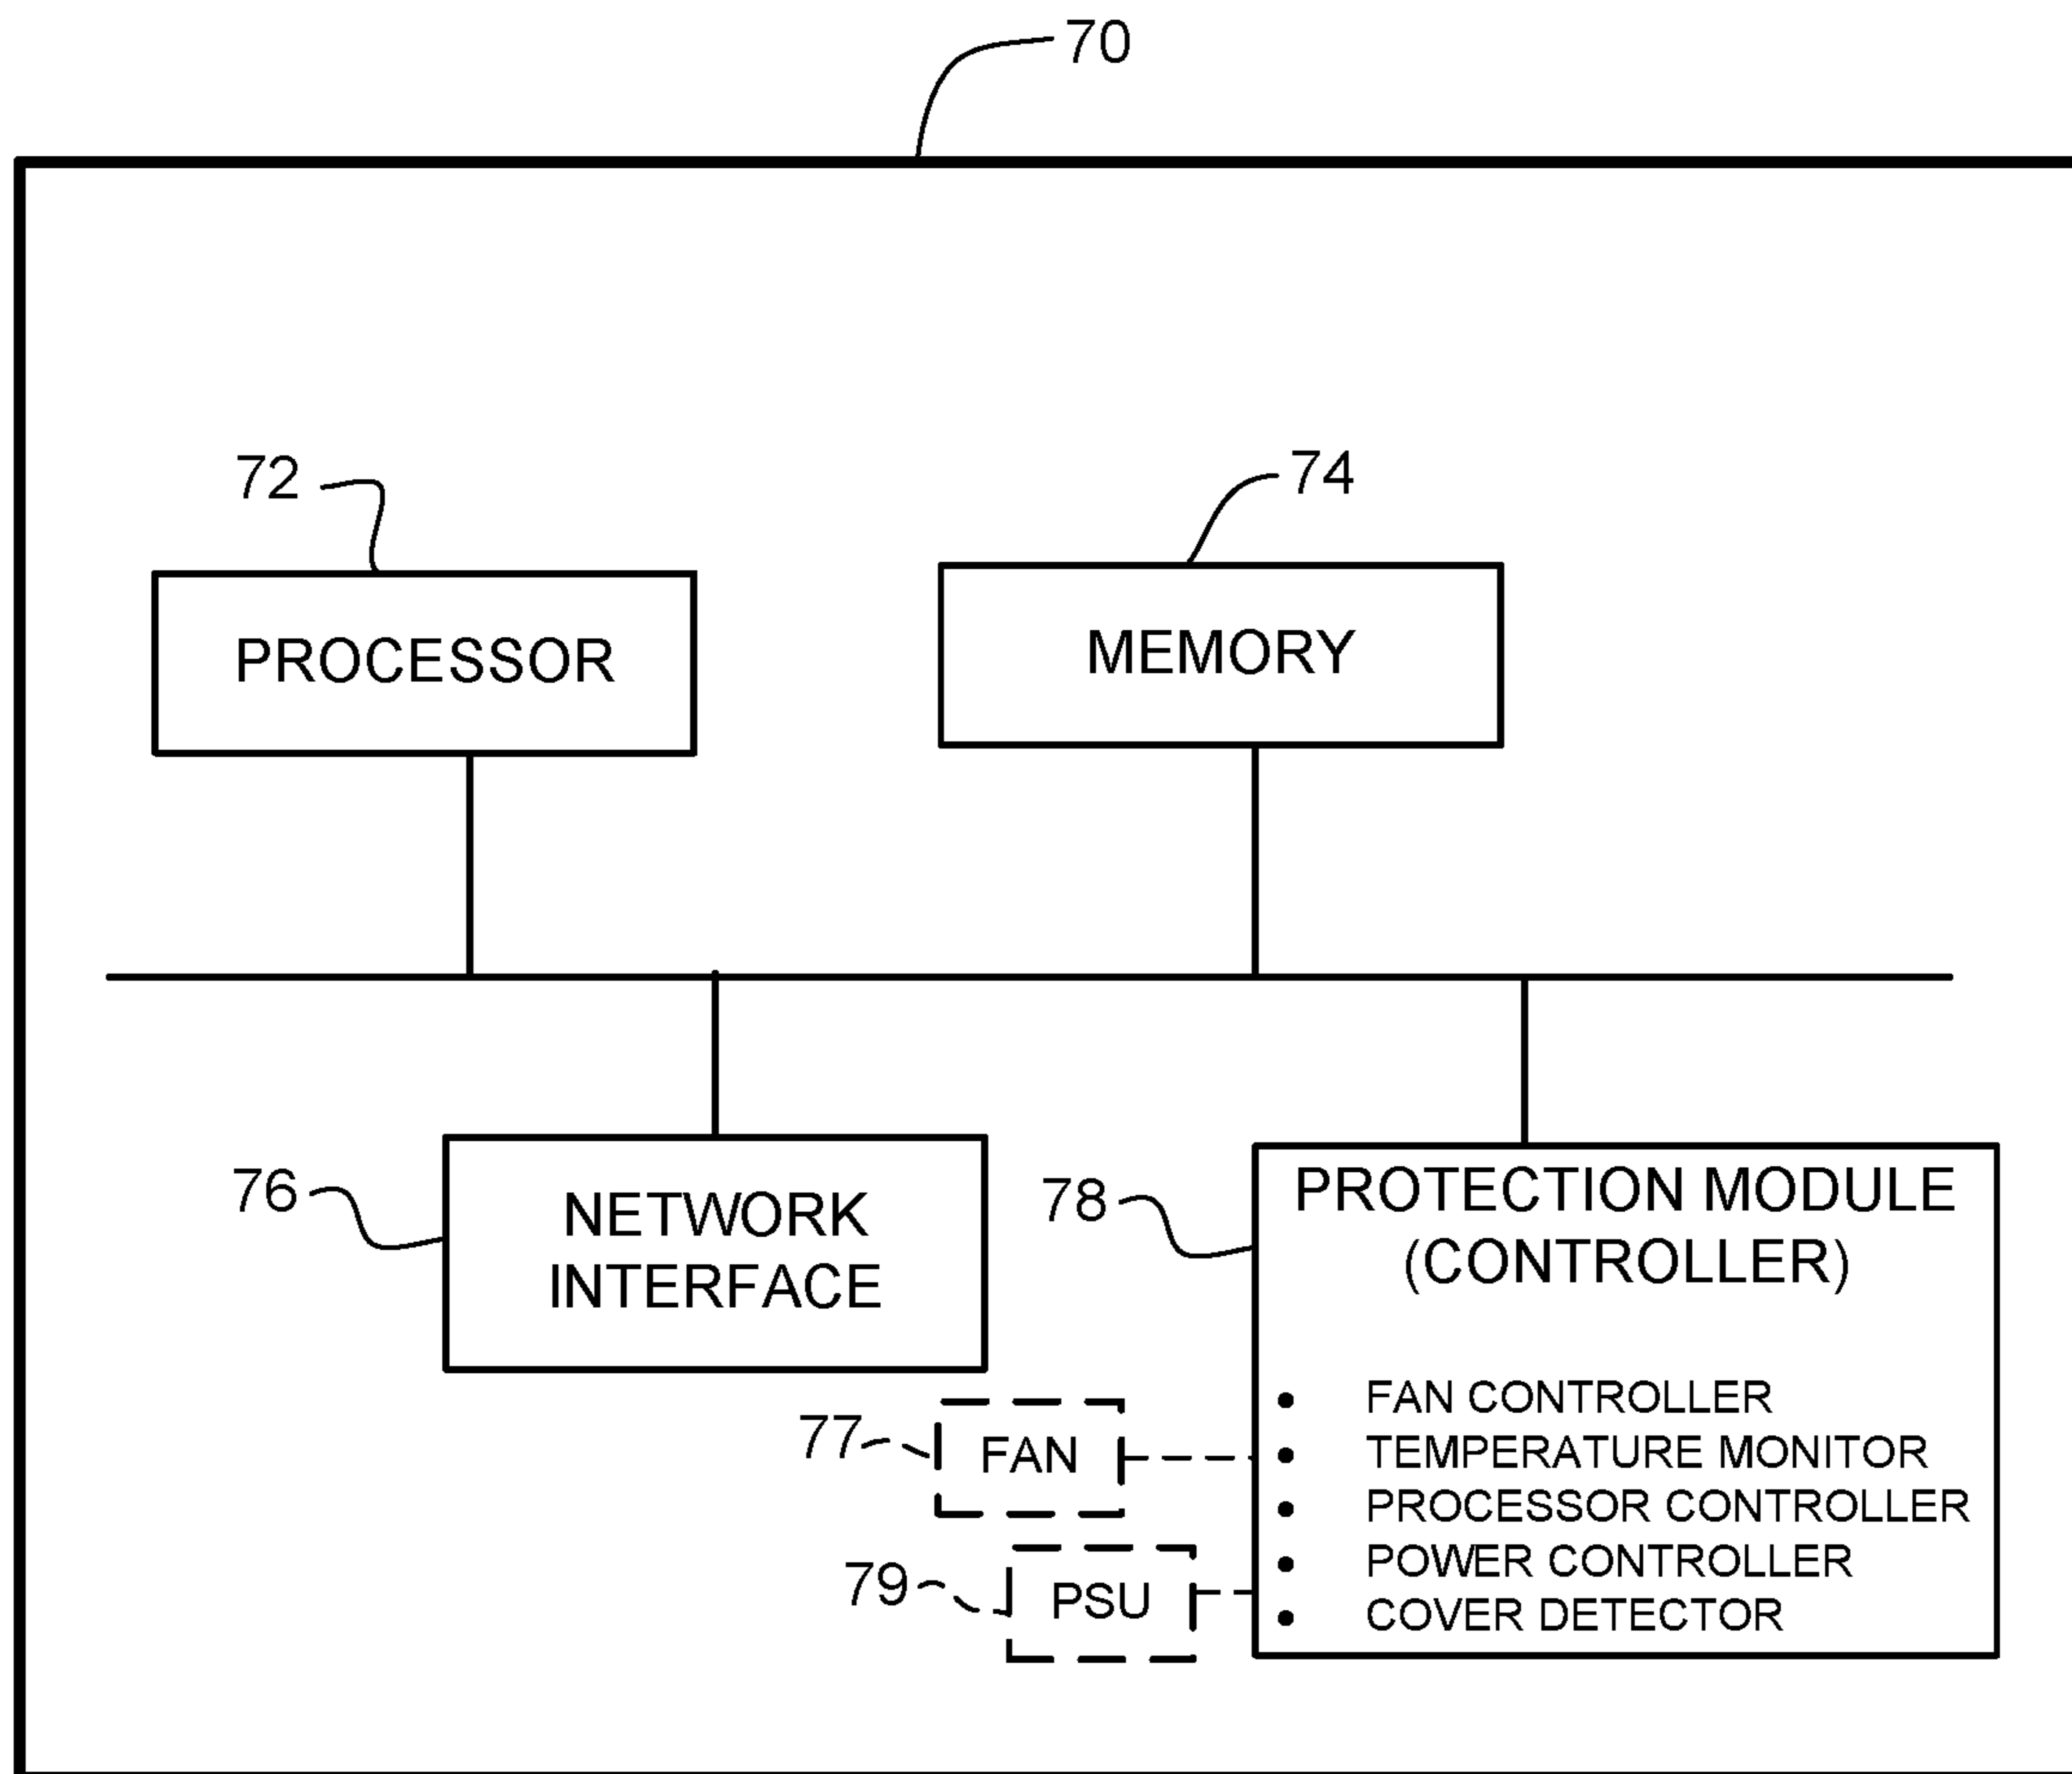 70
72
74
PROCESSOR
MEMORY
76
NETWORK
INTERFACE
78
PROTECTION MODULE
(CONTROLLER)
• FAN CONTROLLER
• TEMPERATURE MONITOR
• PROCESSOR CONTROLLER
• POWER CONTROLLER
• COVER DETECTOR
77
FAN
79
PSU